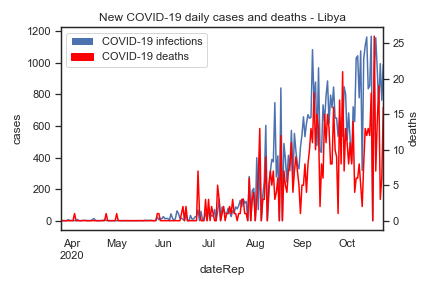 New COVID-19 daily cases and deaths - Libya
COVID-19 infections
COVID-19 deaths
1200
1000
800
600
400
200
0
cases
25
20
15
10
5
0
deaths
Apr May Jun Jul Aug Sep Oct
2020
dateRep